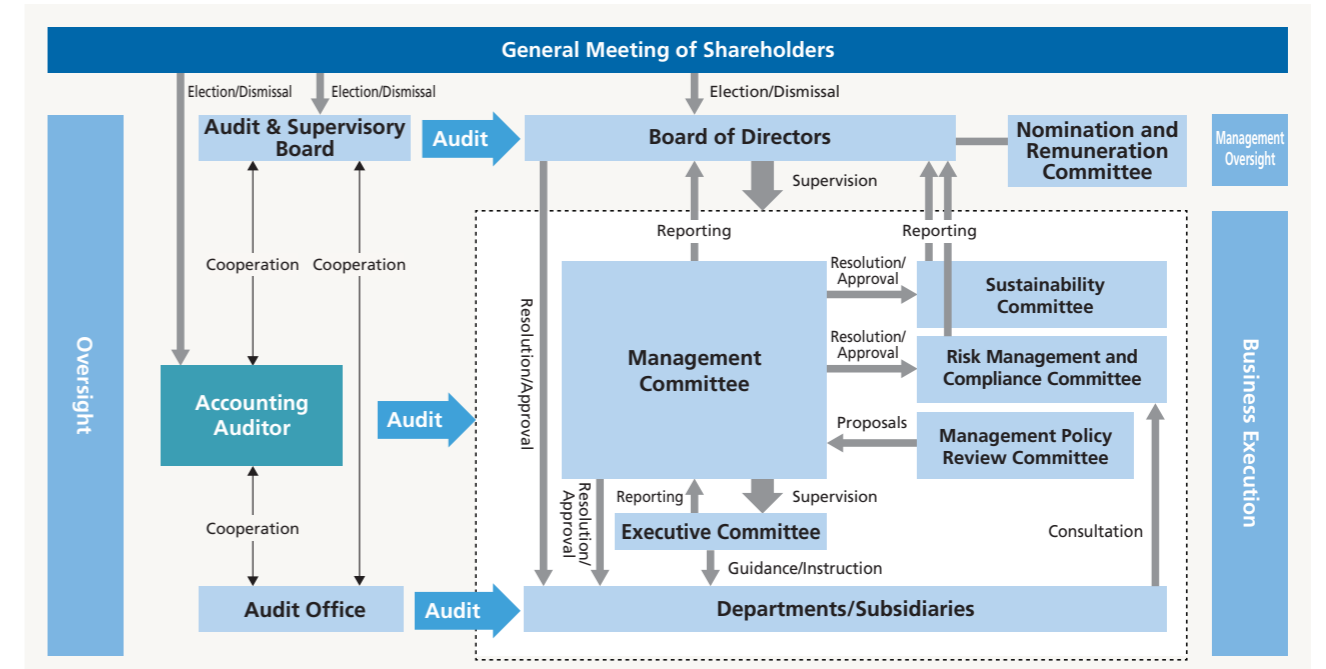 General Meeting of Shareholders
Election/Dismissal
Election/Dismissal
Election/Dismissal
Audit & Supervisory
Board
Audit
Board of Directors
Nomination and
Remuneration
Committee
Management
Oversight
Supervision
Reporting
Reporting
Cooperation
Cooperation
Resolution/
Approval
Sustainability
Committee
Resolution/Approval
Oversight
Management
Committee
Resolution/
Approval
Risk Management and
Compliance Committee
Business Execution
Accounting
Auditor
Audit
Proposals
Management Policy
Review Committee
Resolution/
Approval
Reporting
Supervision
Cooperation
Executive Committee
Consultation
Guidance/Instruction
Audit Office
Audit
Departments/Subsidiaries